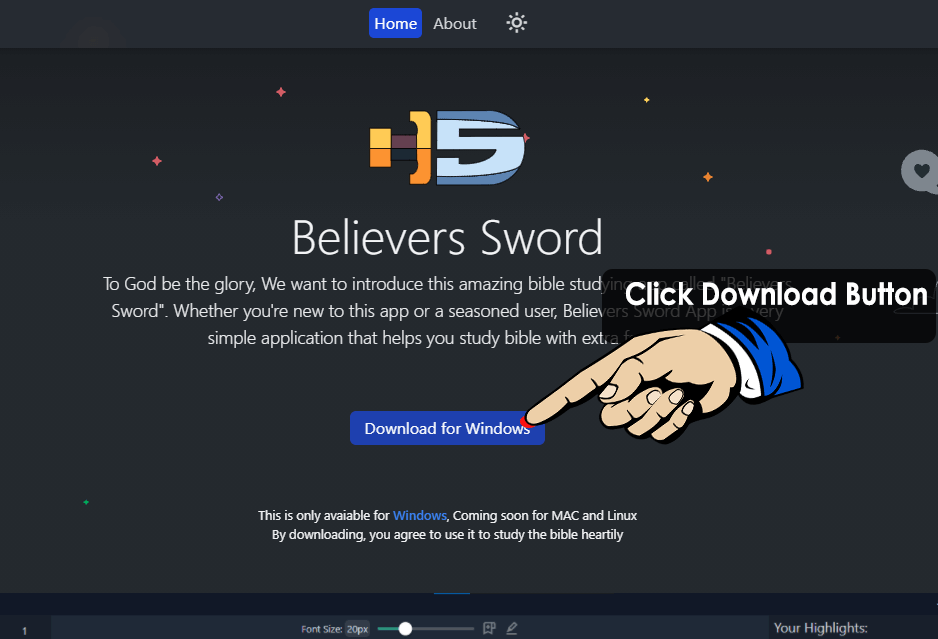 Home About
Believers Sword
To God be the glory, We want to introduce this amazing bible studying app called "Believers
Sword". Whether you're new to this app or a seasoned user, Believers Sword App is a very
simple application that helps you study bible with extra
Click Download Button
Download for Windows
This is only avaiable for Windows, Coming soon for MAC and Linux
By downloading, you agree to use it to study the bible heartily
1 Font Size: 20px Your Highlights: